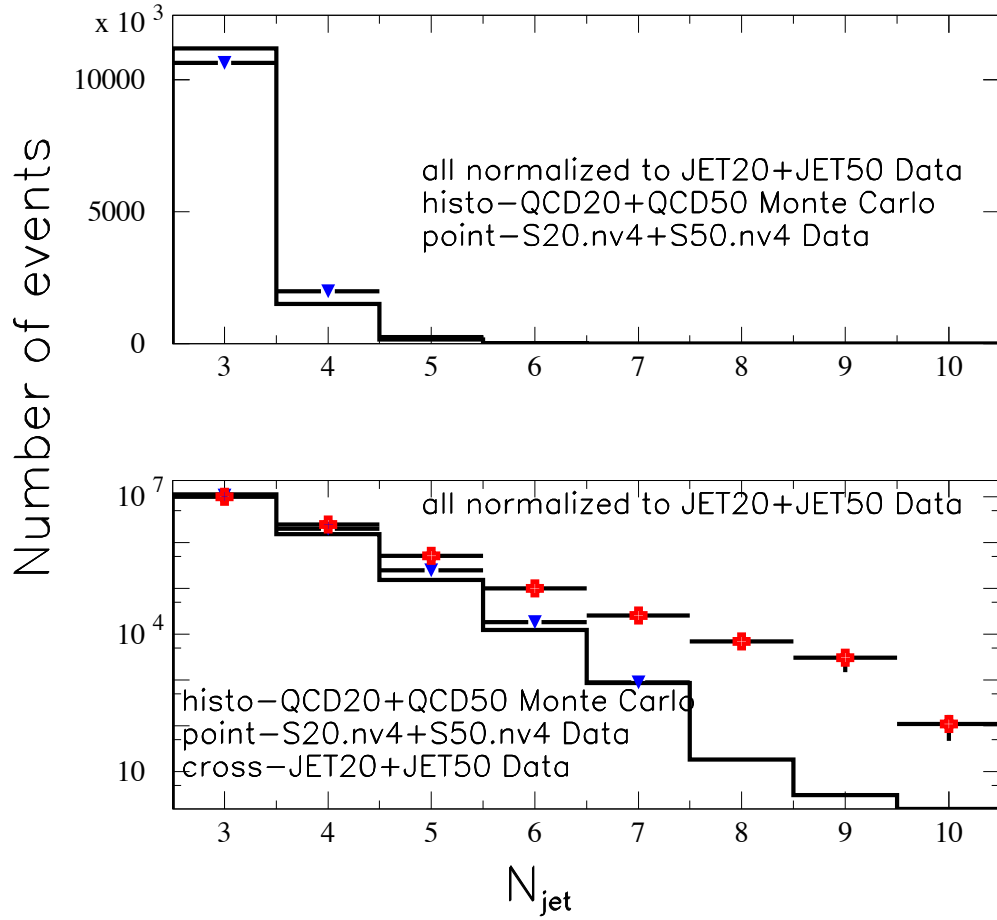 x 10 3
10000
5000
0
all normalized to JET20+JET50 Data
histo-QCD20+QCD50 Monte Carlo
point-S20.nv4+S50.nv4 Data
3 4 5 6 7 8 9 10
Number of events
10 7
10 4
10
all normalized to JET20+JET50 Data
histo-QCD20+QCD50 Monte Carlo
point-S20.nv4+S50.nv4 Data
cross-JET20+JET50 Data
3 4 5 6 7 8 9 10
Njet